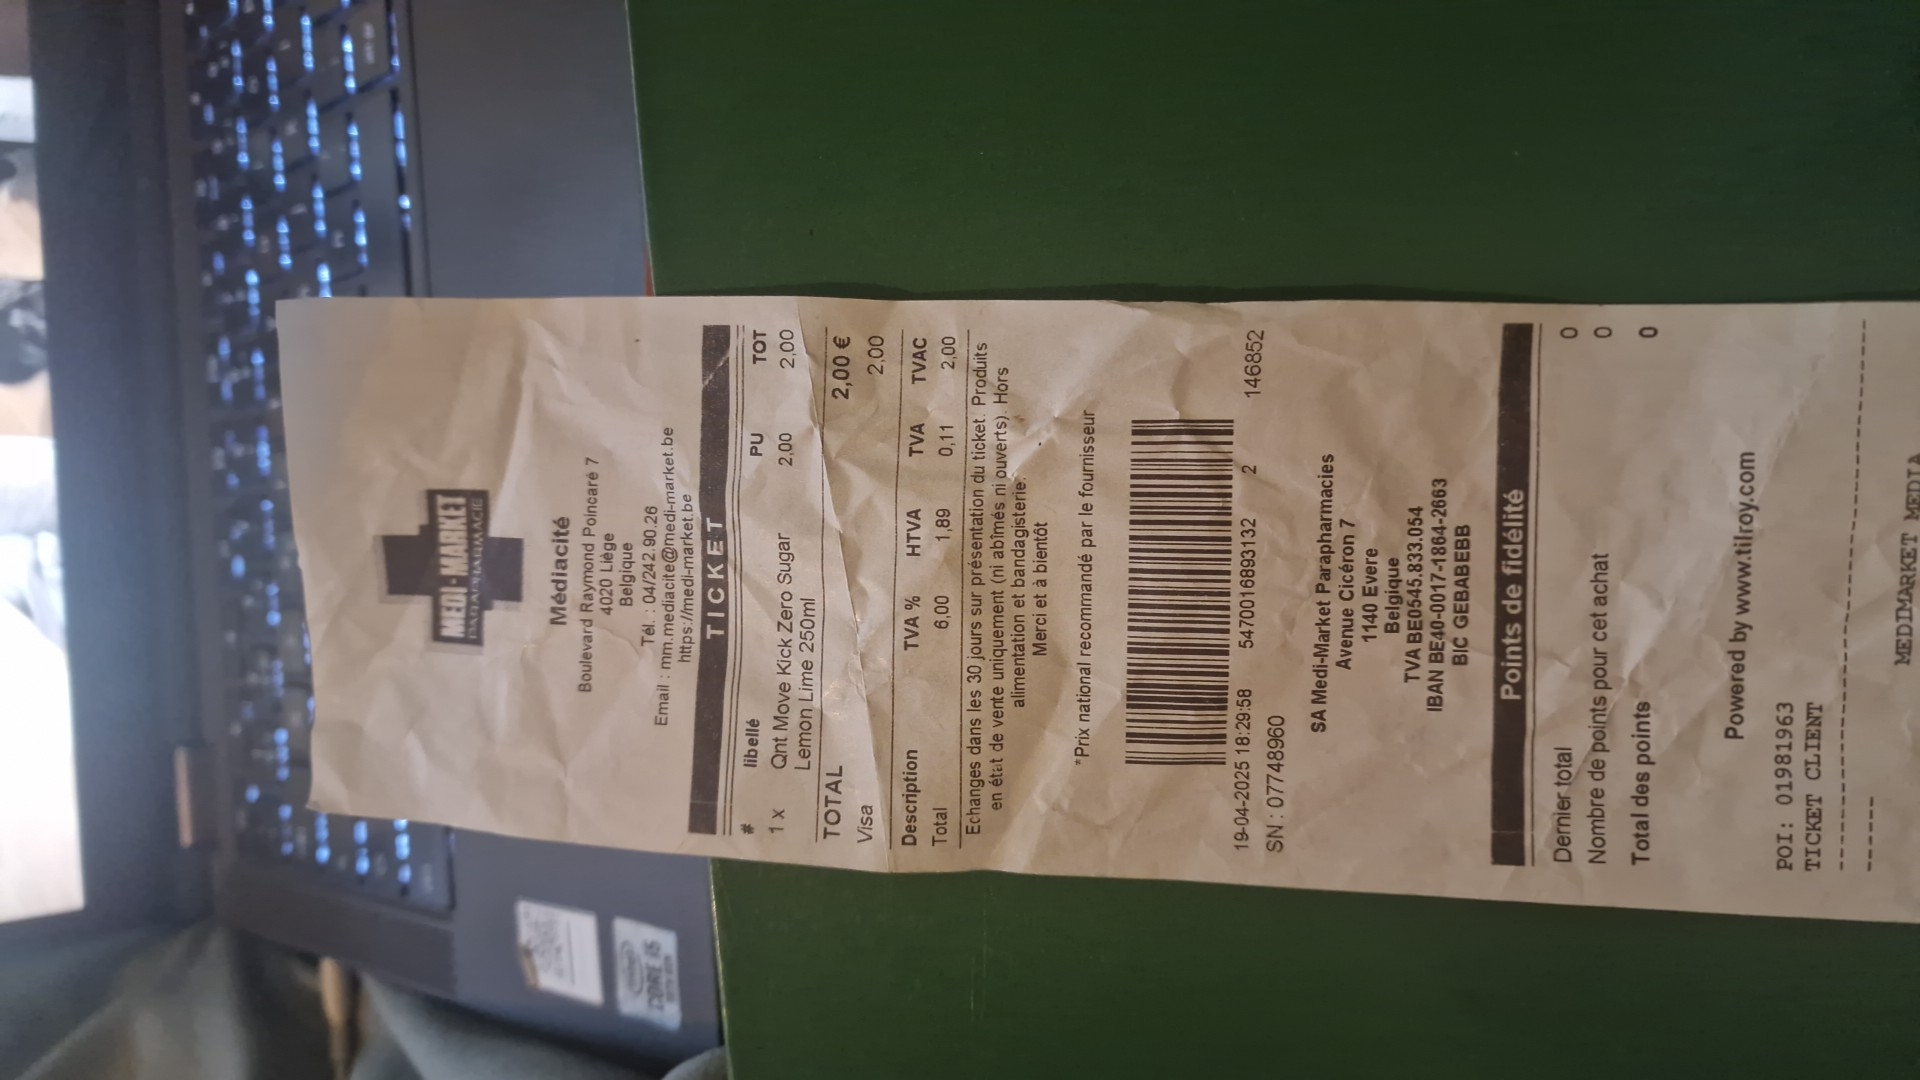 MEDI-MARKET
PARAPHARMACIE
Médiacité
Boulevard Raymond Poincaré 7
4020 Liège
Belgique
Tél. : 04/242.90.26
Email : mm.mediacite@medi-market.be
https://medi-market.be
TICKET
# libellé PU TOT
1 x Qnt Move Kick Zero Sugar 2,00 2,00
Lemon Lime 250ml
TOTAL 2,00 €
Visa 2,00
Description TVA % HTVA TVA TVAC
Total 6,00 1,89 0,11 2,00
Echanges dans les 30 jours sur présentation du ticket. Produits
en état de vente uniquement (ni abîmés ni ouverts). Hors
alimentation et bandagisterie.
Merci et à bientôt
*Prix national recommandé par le fournisseur
19-04-2025 18:29:58 5470016893132 2 146852
SN : 07748960
SA Medi-Market Parapharmacies
Avenue Cicéron 7
1140 Evere
Belgique
TVA BE0545.833.054
IBAN BE40-0017-1864-2663
BIC GEBABEBB
Points de fidélité
Dernier total 0
Nombre de points pour cet achat 0
Total des points 0
Powered by www.tilroy.com
POI: 01981963
TICKET CLIENT
MEDIMARKET MEDIA
intel
CORE i5